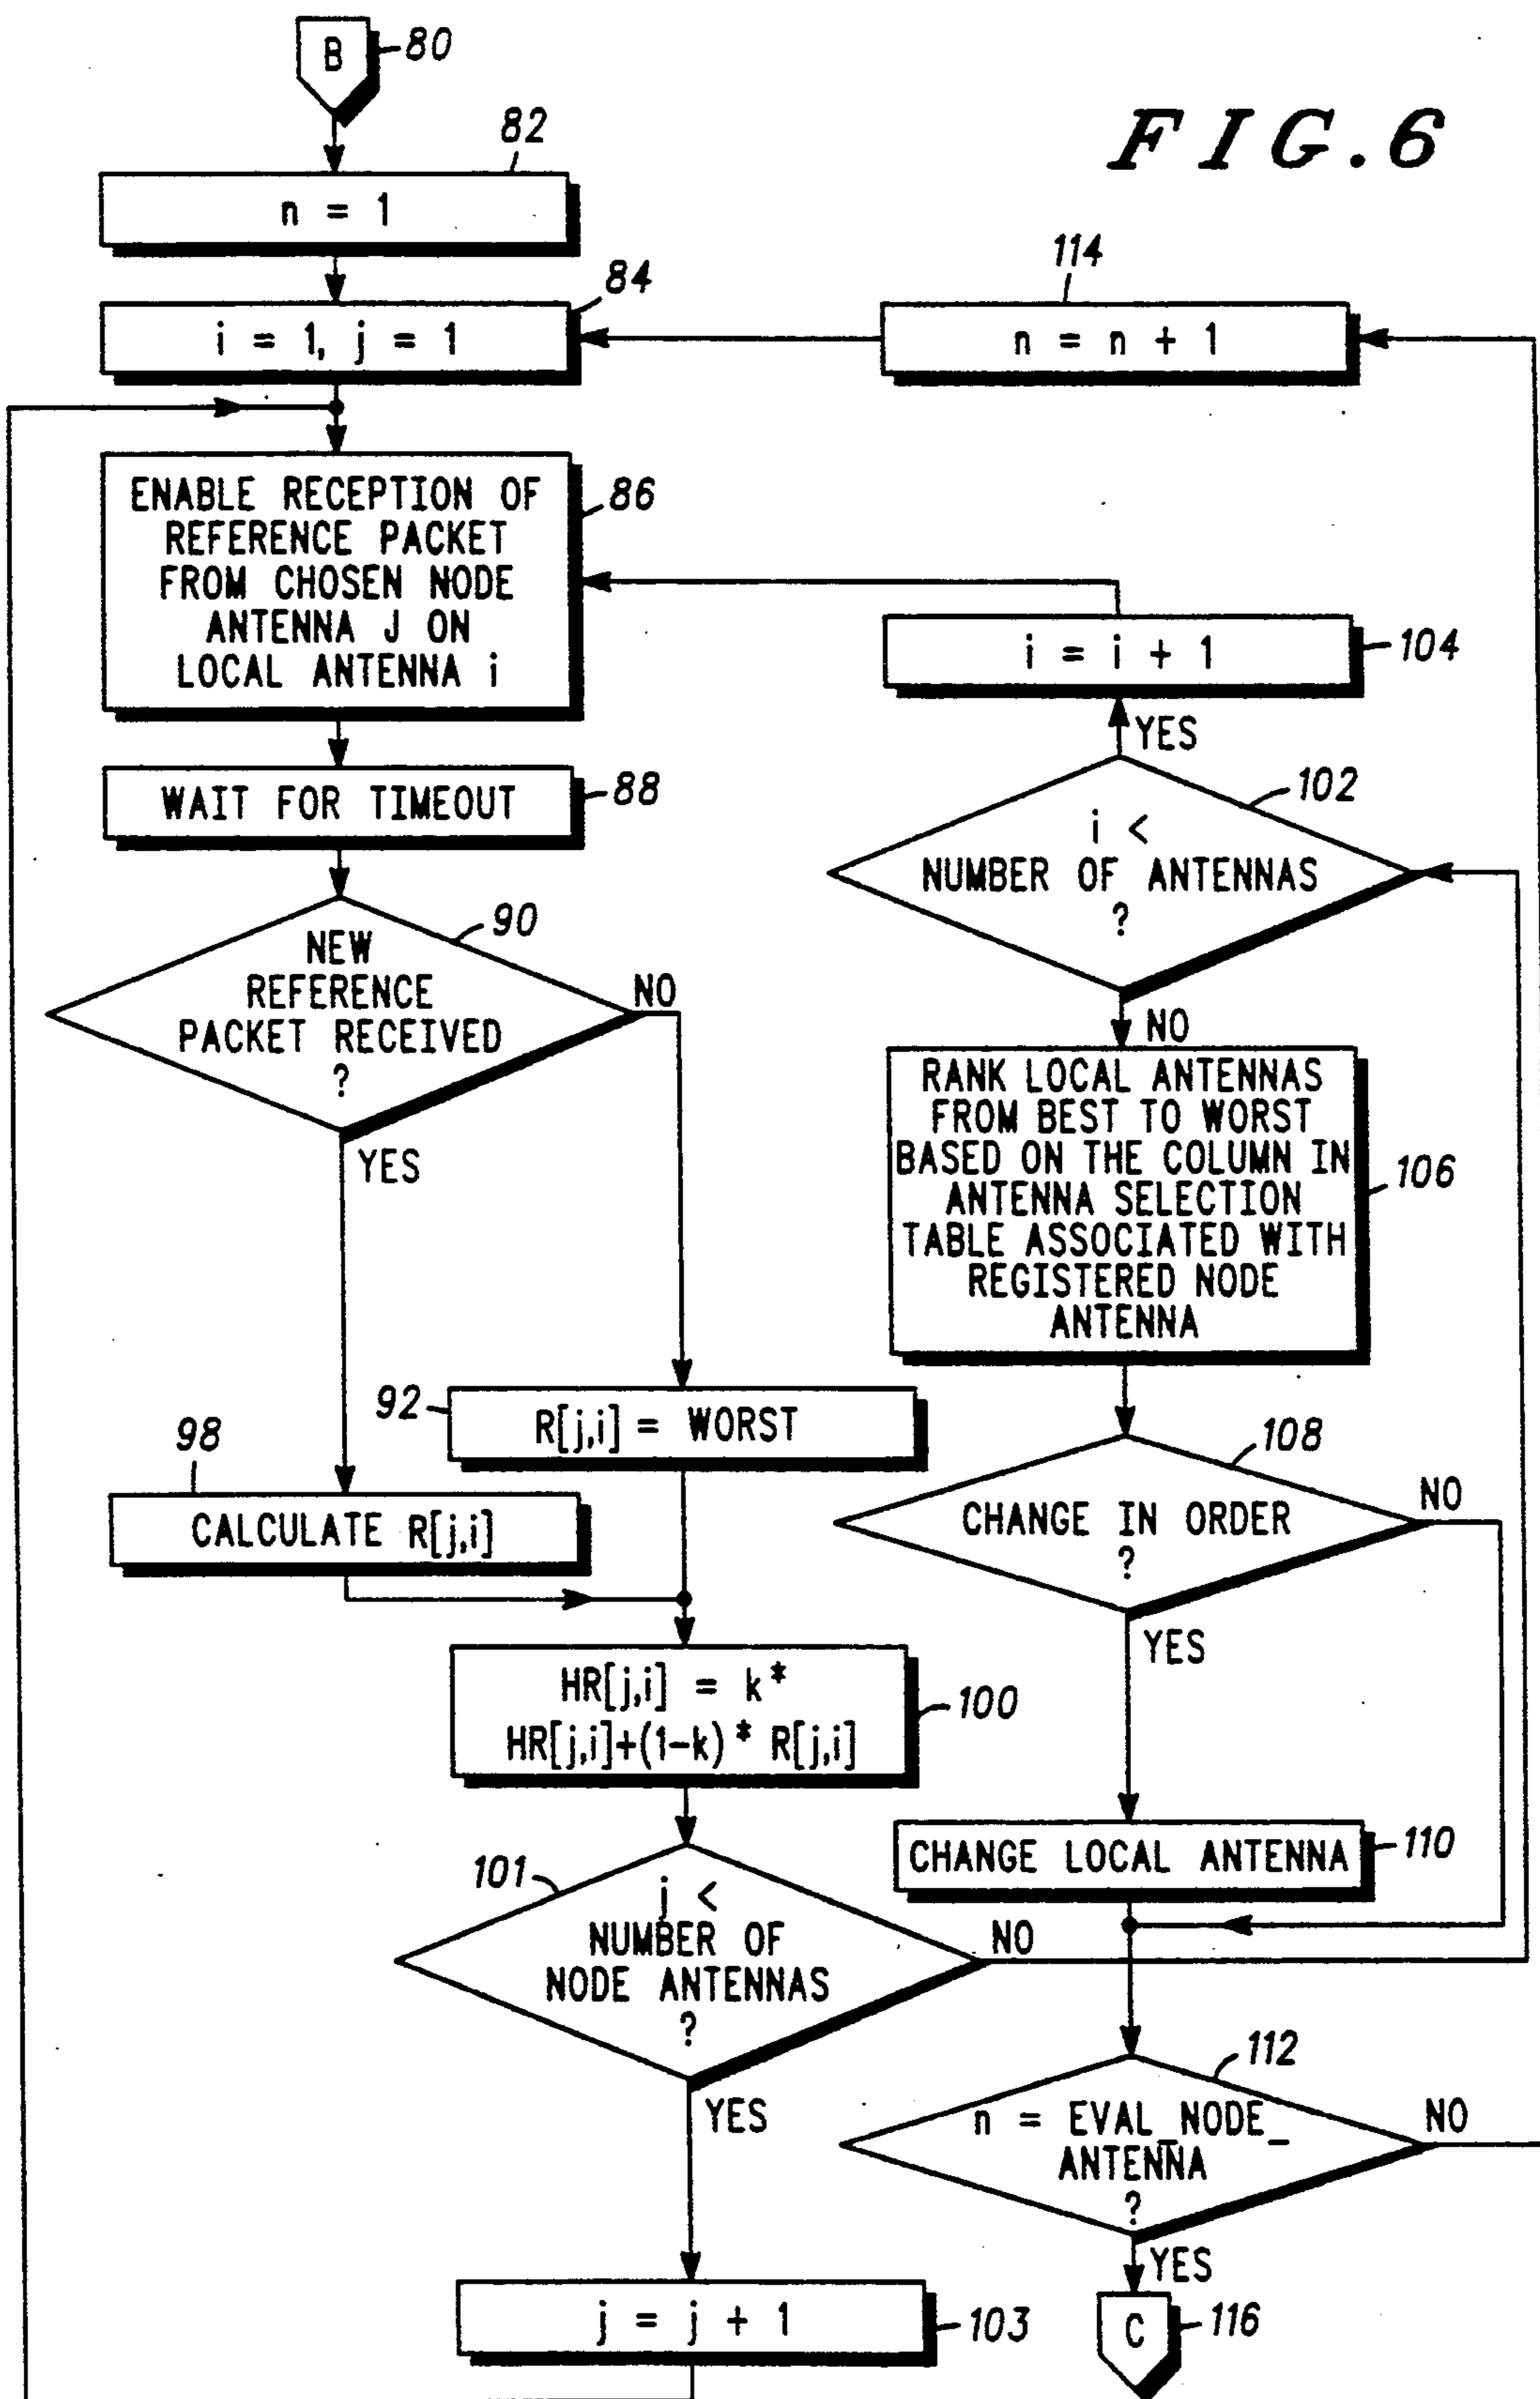 B
80
FIG.6
82
n = 1
84
i = 1, j = 1
114
n = n + 1
ENABLE RECEPTION OF
REFERENCE PACKET
FROM CHOSEN NODE
ANTENNA J ON
LOCAL ANTENNA i
86
i = i + 1
104
YES
WAIT FOR TIMEOUT
88
102
i <
NUMBER OF ANTENNAS
?
NO
90
NEW
REFERENCE
PACKET RECEIVED
?
NO
YES
RANK LOCAL ANTENNAS
FROM BEST TO WORST
BASED ON THE COLUMN IN
ANTENNA SELECTION
TABLE ASSOCIATED WITH
REGISTERED NODE
ANTENNA
106
92
R[j,i] = WORST
98
CALCULATE R[j,i]
108
CHANGE IN ORDER
?
NO
YES
HR[j,i] = k*
HR[j,i]+(1-k)* R[j,i]
100
CHANGE LOCAL ANTENNA
110
101
j <
NUMBER OF
NODE ANTENNAS
?
NO
YES
112
n = EVAL_NODE_
ANTENNA
?
NO
YES
j = j + 1
103
C
116